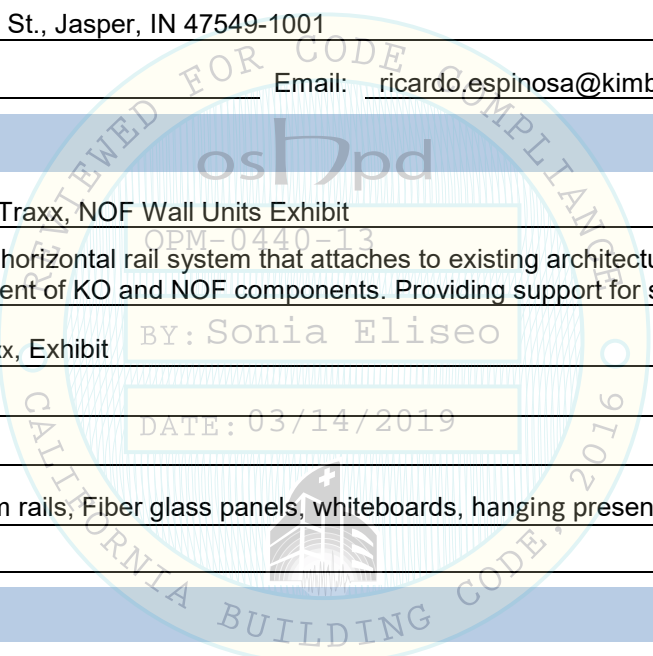 St., Jasper, IN 47549-1001
Email: ricardo.espinosa@kimb
REVIEWED FOR CODE COMPLIANCE
oshpd
Traxx, NOF Wall Units Exhibit
OPM-0440-13
horizontal rail system that attaches to existing architectu
ent of KO and NOF components. Providing support for s
BY: Sonia Eliseo
x, Exhibit
DATE: 03/14/2019
m rails, Fiber glass panels, whiteboards, hanging presen
CALIFORNIA BUILDING CODE, 2016